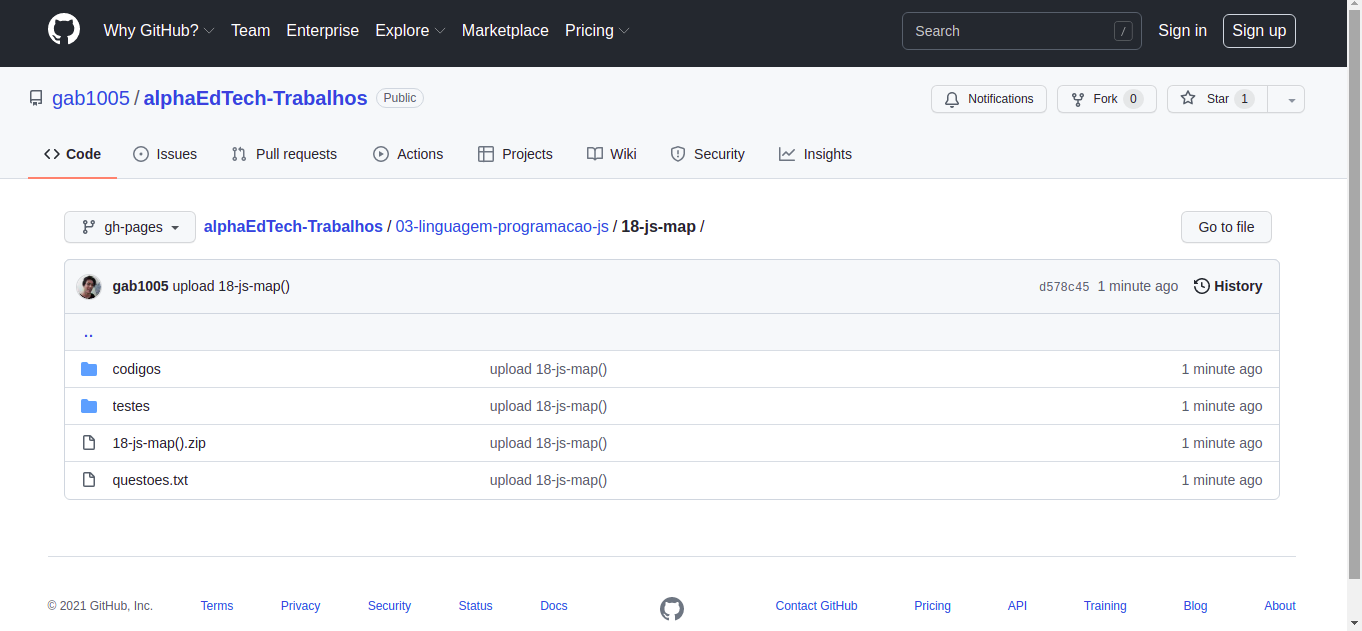 Why GitHub? Team Enterprise Explore Marketplace Pricing Search / Sign in Sign up
gab1005 / alphaEdTech-Trabalhos Public Notifications Fork 0 Star 1
Code Issues Pull requests Actions Projects Wiki Security Insights
gh-pages alphaEdTech-Trabalhos / 03-linguagem-programacao-js / 18-js-map / Go to file
gab1005 upload 18-js-map() d578c45 1 minute ago History
..
codigos upload 18-js-map() 1 minute ago
testes upload 18-js-map() 1 minute ago
18-js-map().zip upload 18-js-map() 1 minute ago
questoes.txt upload 18-js-map() 1 minute ago
© 2021 GitHub, Inc. Terms Privacy Security Status Docs Contact GitHub Pricing API Training Blog About